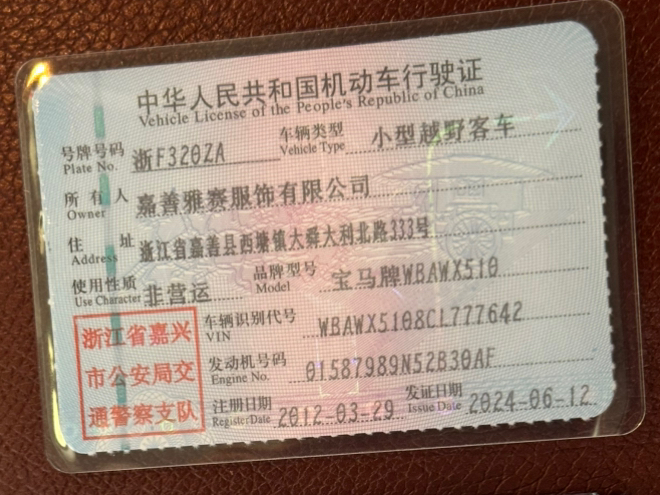 中华人民共和国机动车行驶证
Vehicle License of the People's Republic of China
号牌号码 浙F320ZA 车辆类型 小型越野客车
Plate No. Vehicle Type
所有人 嘉善雅赛服饰有限公司
Owner
住址 浙江省嘉善县西塘镇大舜大利北路333号
Address
使用性质 非营运 品牌型号 宝马牌WBAWX510
Use Character Model
浙江省嘉兴 车辆识别代号 WBAWX5108CL777642
VIN
市公安局交 发动机号码 01587989N52B30AF
Engine No.
通警察支队 注册日期 2012-03-29 发证日期 2024-06-12
Register Date Issue Date